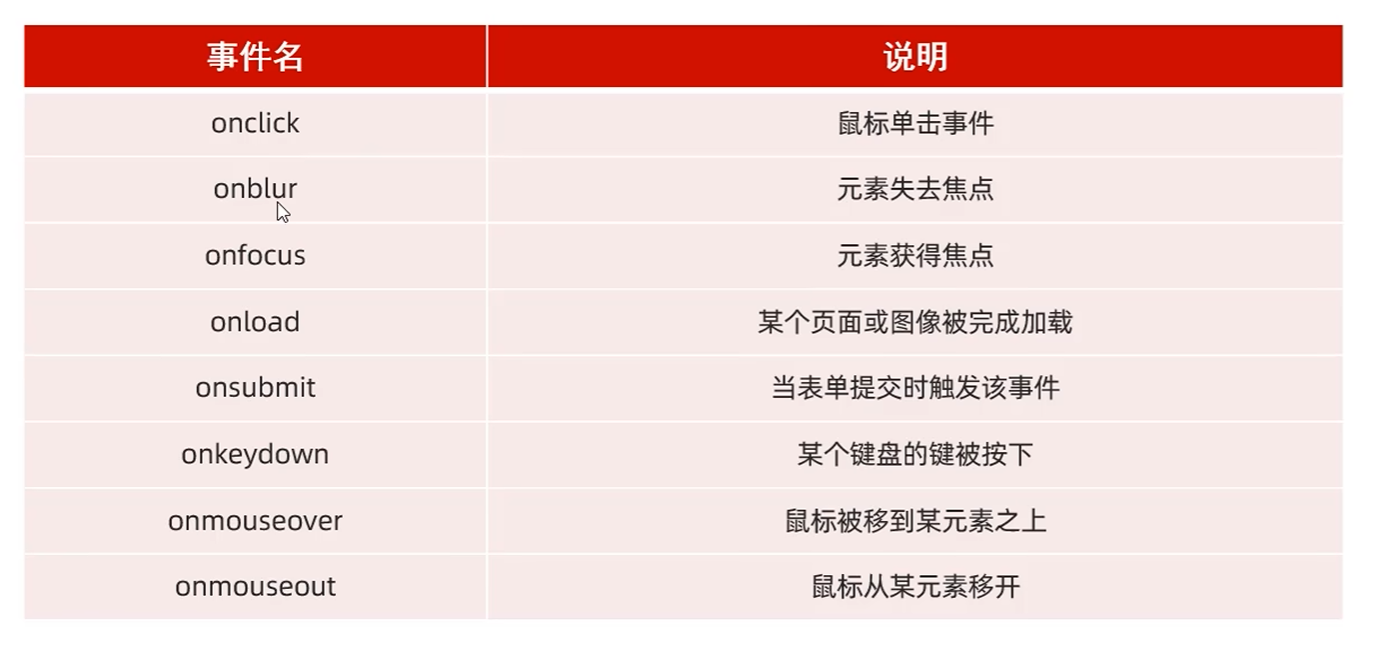 事件名 说明
onclick 鼠标单击事件
onblur 元素失去焦点
onfocus 元素获得焦点
onload 某个页面或图像被完成加载
onsubmit 当表单提交时触发该事件
onkeydown 某个键盘的键被按下
onmouseover 鼠标被移到某元素之上
onmouseout 鼠标从某元素移开